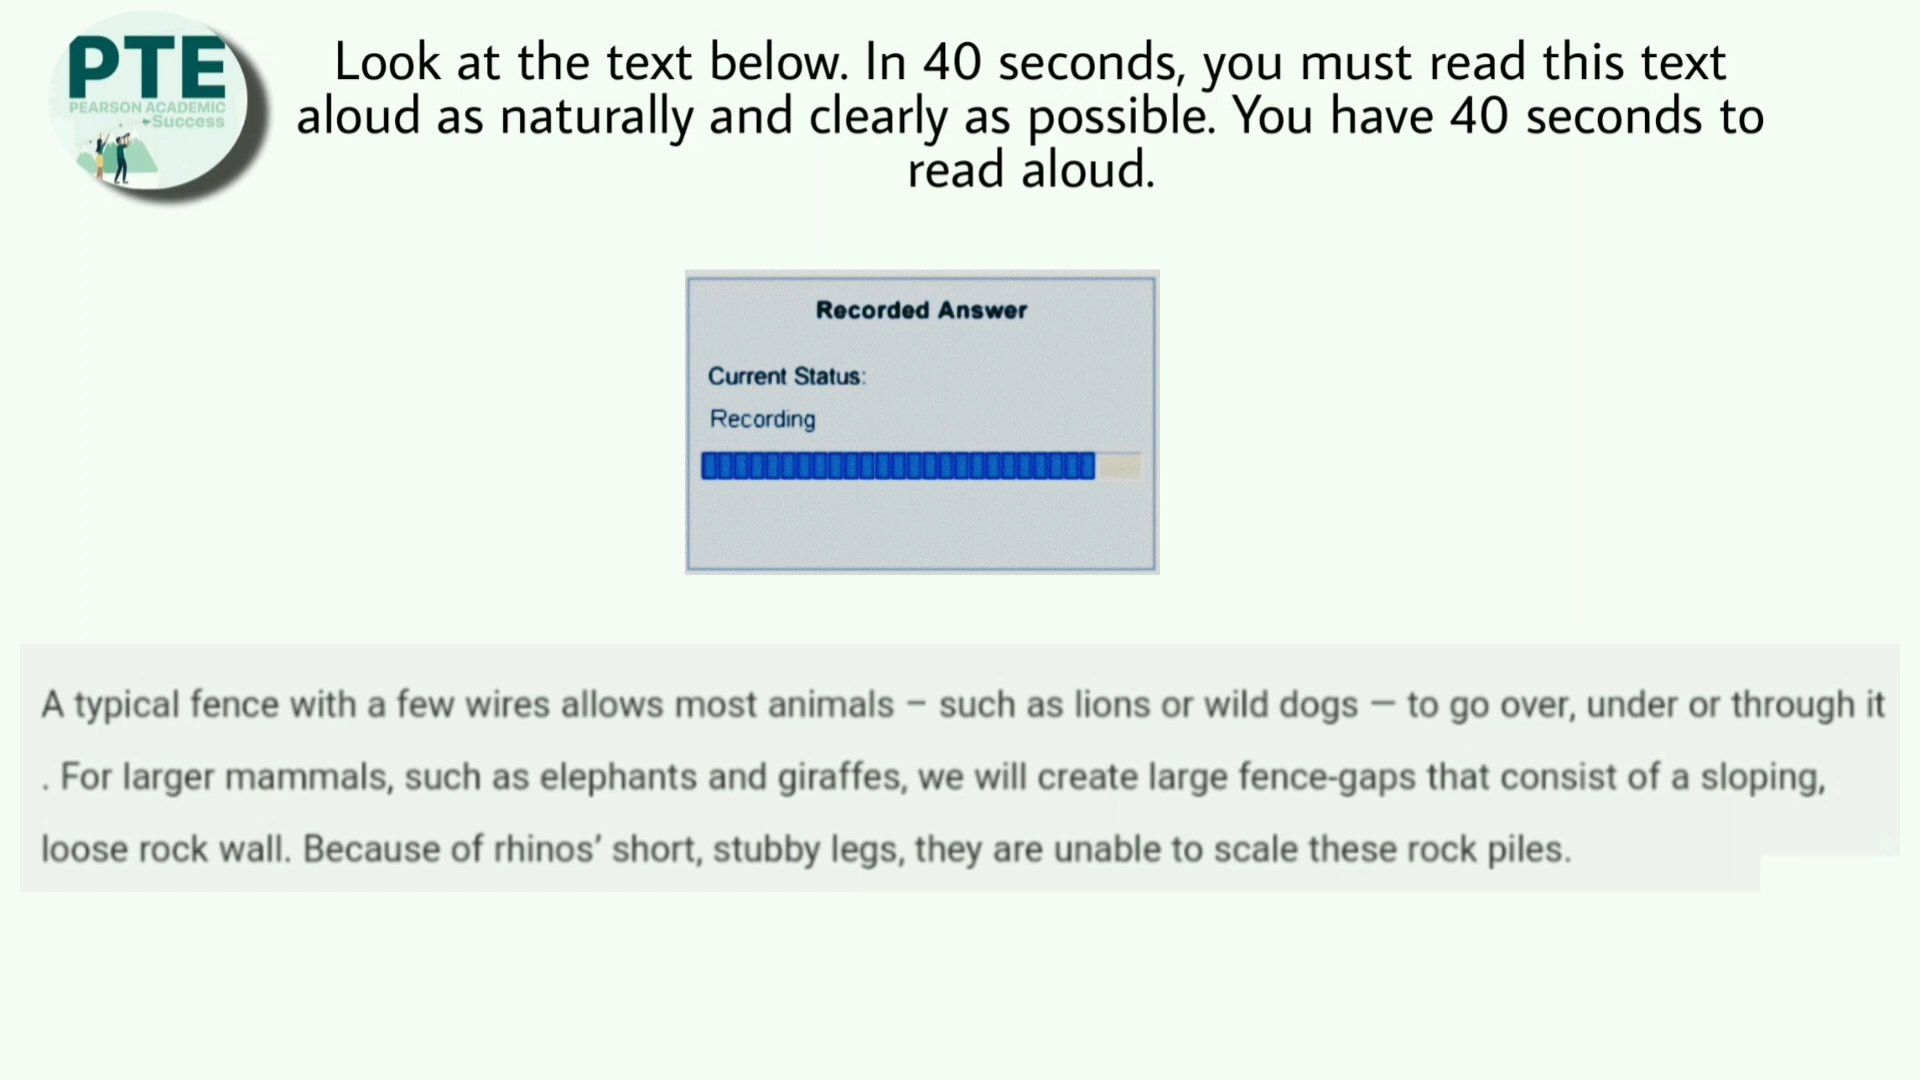 PTE
PEARSON ACADEMIC
Success
Look at the text below. In 40 seconds, you must read this text
aloud as naturally and clearly as possible. You have 40 seconds to
read aloud.
Recorded Answer
Current Status:
Recording
A typical fence with a few wires allows most animals – such as lions or wild dogs — to go over, under or through it
. For larger mammals, such as elephants and giraffes, we will create large fence-gaps that consist of a sloping,
loose rock wall. Because of rhinos’ short, stubby legs, they are unable to scale these rock piles.